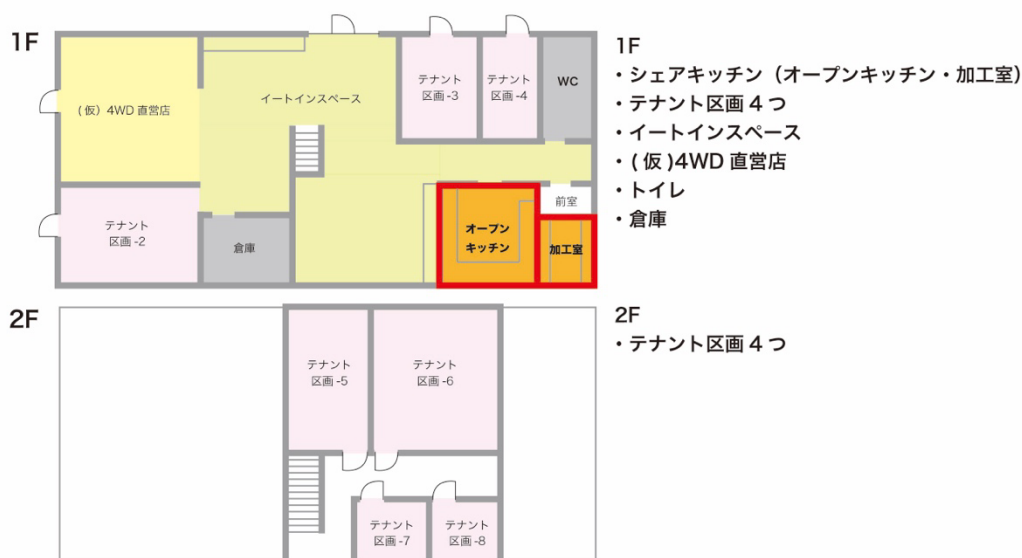 1F
(仮) 4WD 直営店
イートインスペース
テナント
区画 -3
テナント
区画 -4
WC
テナント
区画 -2
倉庫
オープン
キッチン
前室
加工室
1F
・シェアキッチン（オープンキッチン・加工室)
・テナント区画 4 つ
・イートインスペース
・( 仮 )4WD 直営店
・トイレ
・倉庫
2F
テナント
区画 -5
テナント
区画 -6
テナント
区画 -7
テナント
区画 -8
2F
・テナント区画 4 つ